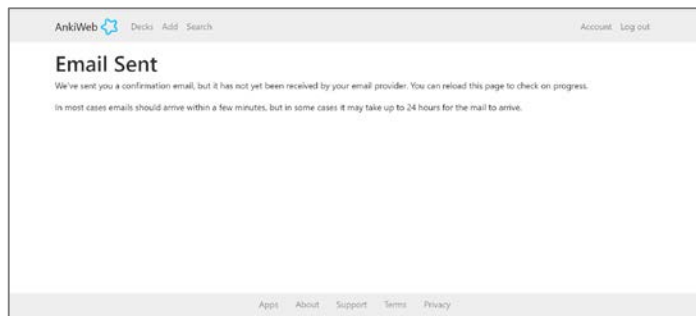 AnkiWeb Decks Add Search Account Log out
Email Sent
We've sent you a confirmation email, but it has not yet been received by your email provider. You can reload this page to check on progress.
In most cases emails should arrive within a few minutes, but in some cases it may take up to 24 hours for the mail to arrive.
Apps About Support Terms Privacy